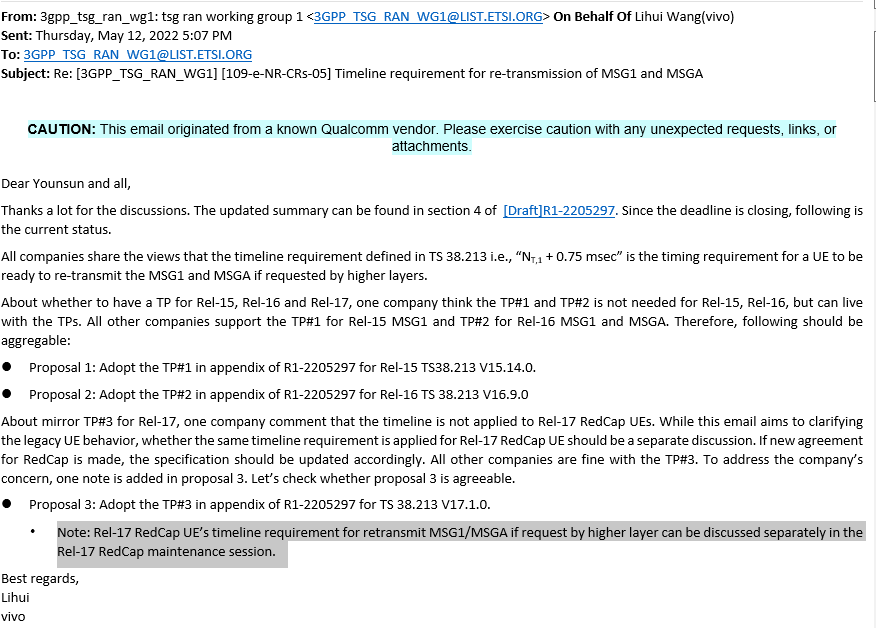 From: 3gpp_tsg_ran_wg1: tsg ran working group 1 <3GPP_TSG_RAN_WG1@LIST.ETSI.ORG> On Behalf Of Lihui Wang(vivo)
Sent: Thursday, May 12, 2022 5:07 PM
To: 3GPP_TSG_RAN_WG1@LIST.ETSI.ORG
Subject: Re: [3GPP_TSG_RAN_WG1] [109-e-NR-CRs-05] Timeline requirement for re-transmission of MSG1 and MSGA
CAUTION: This email originated from a known Qualcomm vendor. Please exercise caution with any unexpected requests, links, or
attachments.
Dear Younsun and all,
Thanks a lot for the discussions. The updated summary can be found in section 4 of [Draft]R1-2205297. Since the deadline is closing, following is
the current status.
All companies share the views that the timeline requirement defined in TS 38.213 i.e., “NT,1 + 0.75 msec” is the timing requirement for a UE to be
ready to re-transmit the MSG1 and MSGA if requested by higher layers.
About whether to have a TP for Rel-15, Rel-16 and Rel-17, one company think the TP#1 and TP#2 is not needed for Rel-15, Rel-16, but can live
with the TPs. All other companies support the TP#1 for Rel-15 MSG1 and TP#2 for Rel-16 MSG1 and MSGA. Therefore, following should be
aggregable:
● Proposal 1: Adopt the TP#1 in appendix of R1-2205297 for Rel-15 TS38.213 V15.14.0.
● Proposal 2: Adopt the TP#2 in appendix of R1-2205297 for Rel-16 TS 38.213 V16.9.0
About mirror TP#3 for Rel-17, one company comment that the timeline is not applied to Rel-17 RedCap UEs. While this email aims to clarifying
the legacy UE behavior, whether the same timeline requirement is applied for Rel-17 RedCap UE should be a separate discussion. If new agreement
for RedCap is made, the specification should be updated accordingly. All other companies are fine with the TP#3. To address the company’s
concern, one note is added in proposal 3. Let’s check whether proposal 3 is agreeable.
● Proposal 3: Adopt the TP#3 in appendix of R1-2205297 for TS 38.213 V17.1.0.
• Note: Rel-17 RedCap UE’s timeline requirement for retransmit MSG1/MSGA if request by higher layer can be discussed separately in the
Rel-17 RedCap maintenance session.
Best regards,
Lihui
vivo